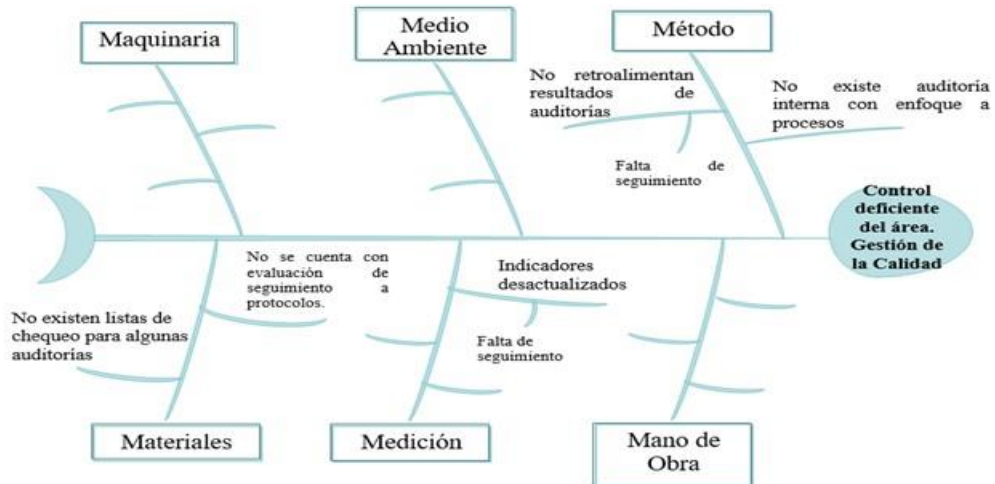 Maquinaria
Medio
Ambiente
Método
No retroalimentan
resultados de
auditorías
Falta de
seguimiento
No existe auditoría
interna con enfoque a
procesos
Control
deficiente
del área.
Gestión de
la Calidad
No existen listas de
chequeo para algunas
auditorías
No se cuenta con
evaluación de
seguimiento a
protocolos.
Indicadores
desactualizados
Falta de
seguimiento
Materiales
Medición
Mano de
Obra